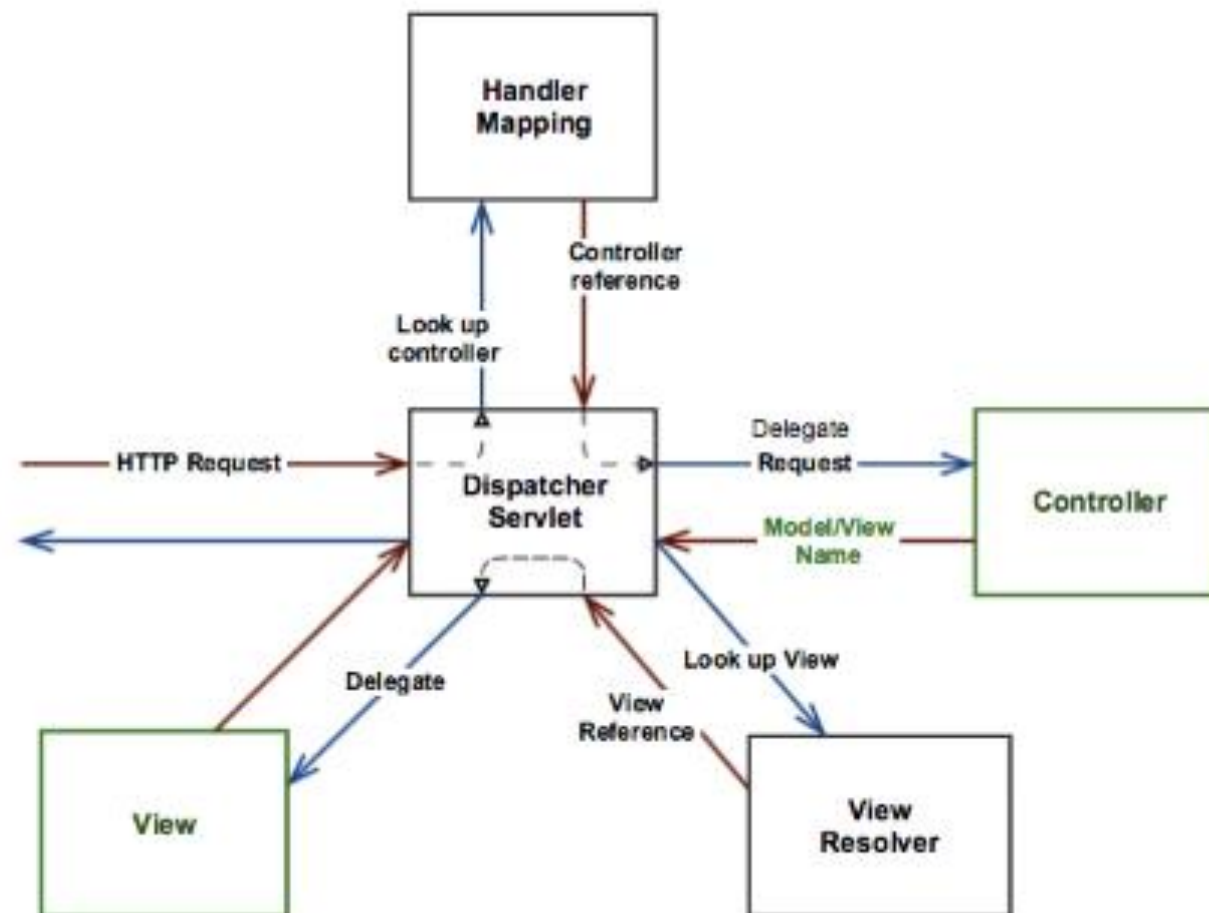 Handler
Mapping
Controller
reference
Look up
controller
HTTP Request
Dispatcher
Servlet
Delegate
Request
Controller
Model/View
Name
Delegate
Look up View
View
Reference
View
View
Resolver